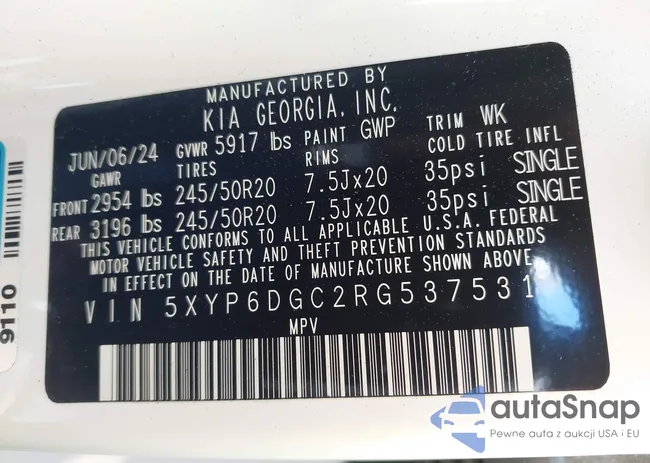 MANUFACTURED BY
KIA GEORGIA, INC.
JUN/06/24 GVWR 5917 lbs PAINT GWP TRIM WK
GAWR TIRES RIMS COLD TIRE INFL
FRONT 2954 lbs 245/50R20 7.5Jx20 35psi SINGLE
REAR 3196 lbs 245/50R20 7.5Jx20 35psi SINGLE
THIS VEHICLE CONFORMS TO ALL APPLICABLE U.S.A. FEDERAL
MOTOR VEHICLE SAFETY AND THEFT PREVENTION STANDARDS
IN EFFECT ON THE DATE OF MANUFACTURE SHOWN ABOVE.
VIN 5XYP6DGC2RG537531
MPV
9110
autaSnap
Pewne auta z aukcji USA i EU